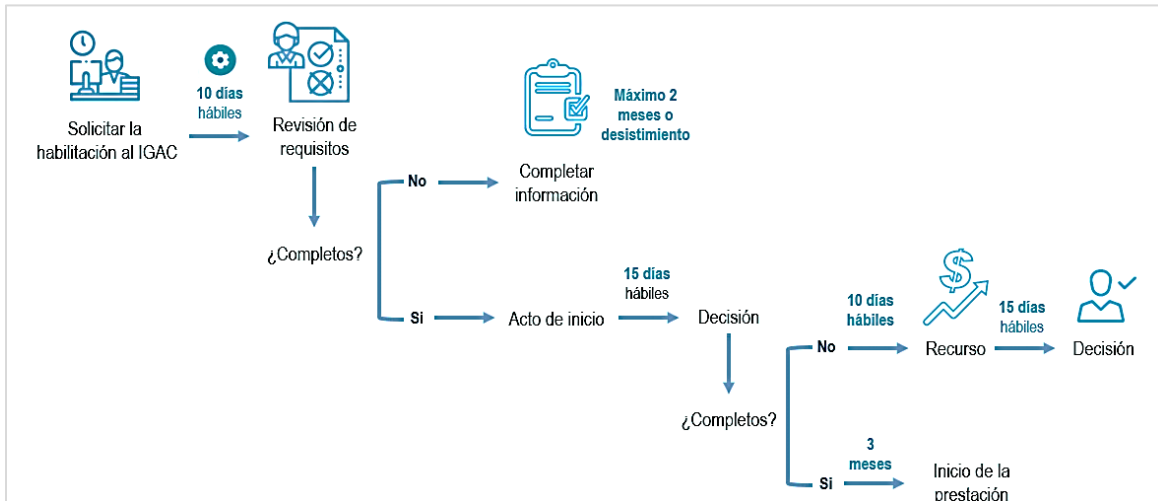 Solicitar la
habilitación al IGAC
10 días
hábiles
Revisión de
requisitos
¿Completos?
No
Completar
información
Máximo 2
meses o
desistimiento
Si
Acto de inicio
15 días
hábiles
Decisión
¿Completos?
No
10 días
hábiles
Recurso
15 días
hábiles
Decisión
Si
3
meses
Inicio de la
prestación